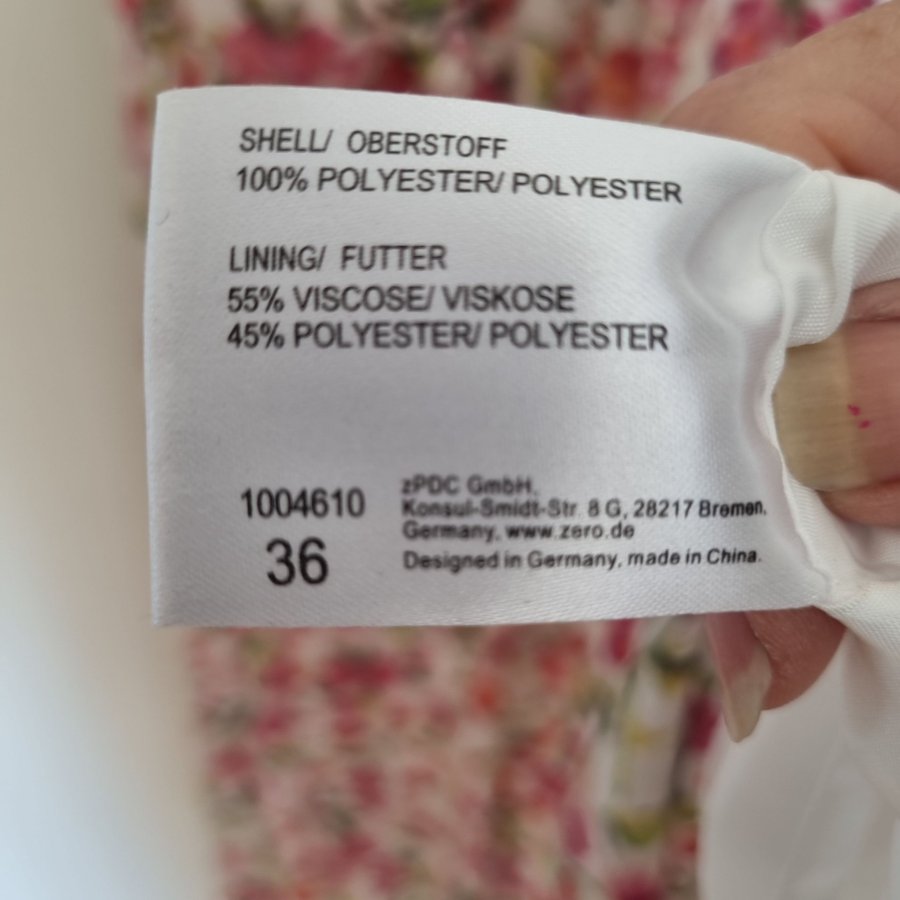 SHELL/ OBERSTOFF
100% POLYESTER/ POLYESTER
LINING/ FUTTER
55% VISCOSE/ VISKOSE
45% POLYESTER/ POLYESTER
1004610
36
zPDC GmbH,
Konsul-Smidt-Str. 8 G, 28217 Bremen,
Germany, www.zero.de
Designed in Germany, made in China.